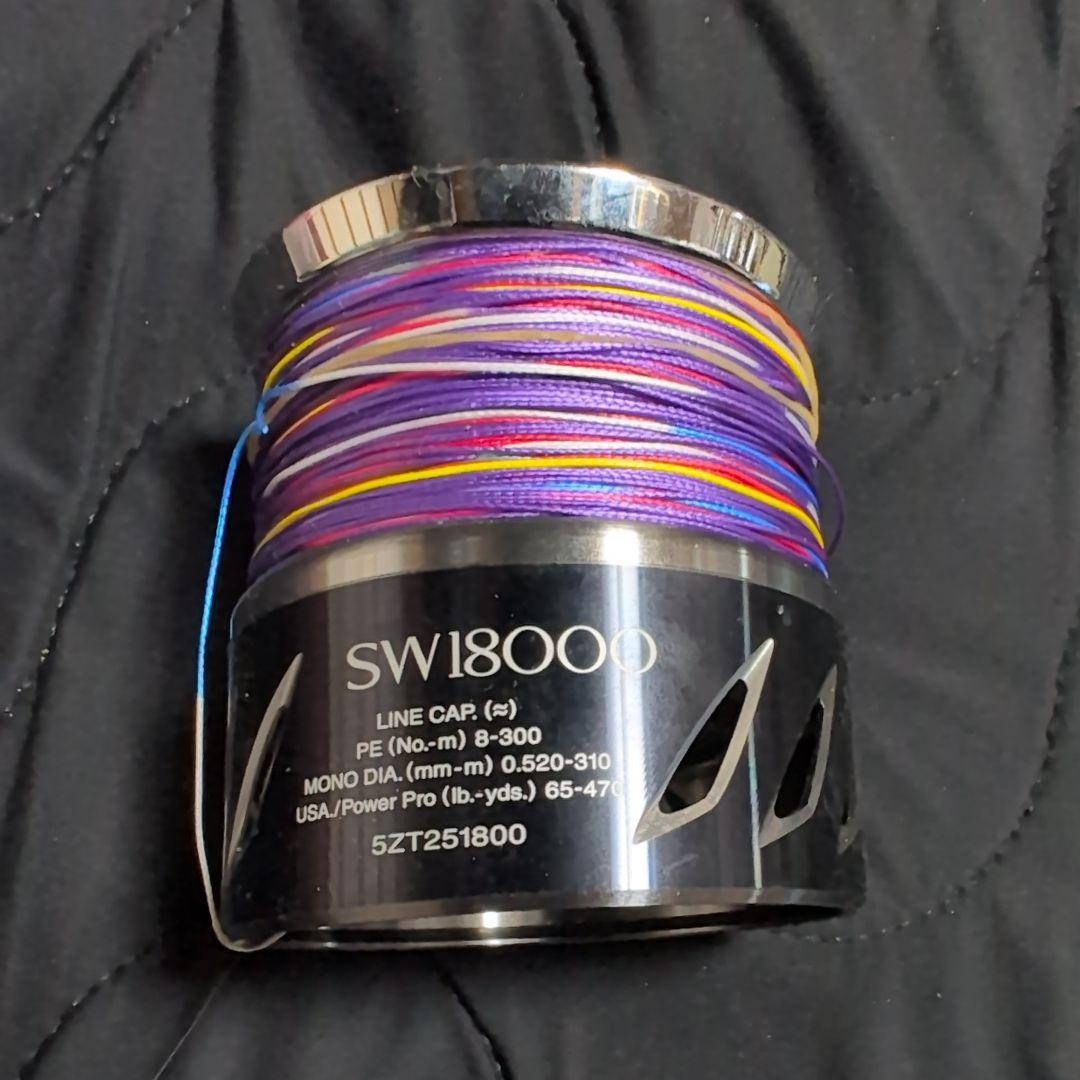 SW18000
LINE CAP. (≈)
PE (No.-m) 8-300
MONO DIA. (mm-m) 0.520-310
USA./Power Pro (lb.-yds.) 65-470
5ZT251800